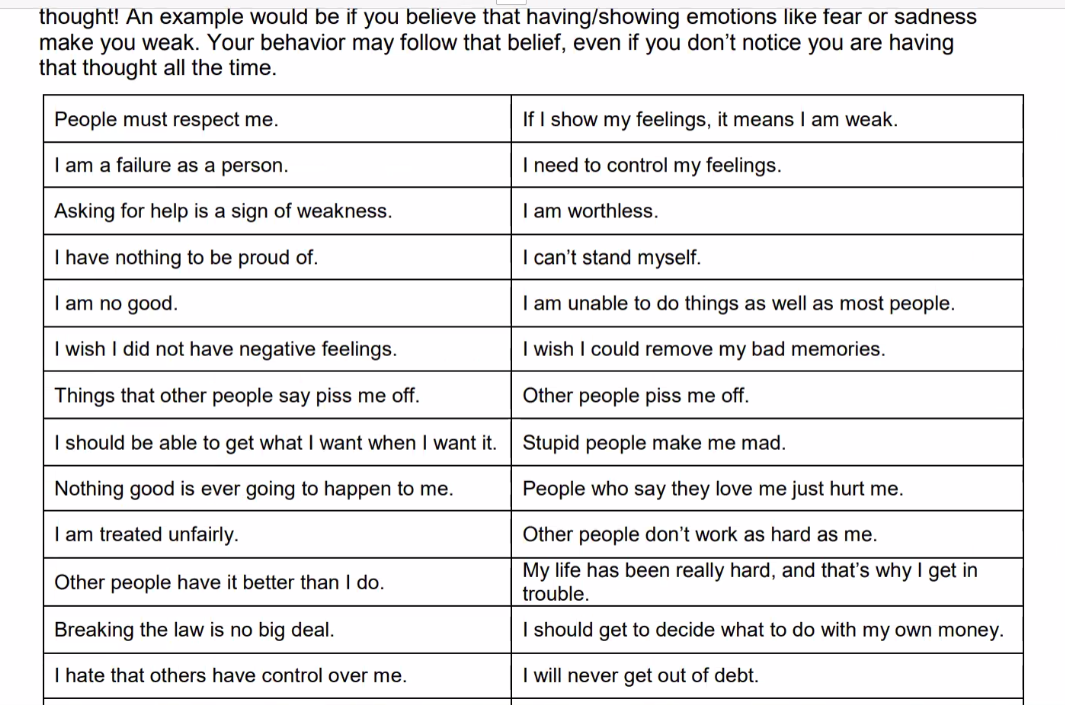 thought! An example would be if you believe that having/showing emotions like fear or sadness
make you weak. Your behavior may follow that belief, even if you don’t notice you are having
that thought all the time.
People must respect me.
If I show my feelings, it means I am weak.
I am a failure as a person.
I need to control my feelings.
Asking for help is a sign of weakness.
I am worthless.
I have nothing to be proud of.
I can’t stand myself.
I am no good.
I am unable to do things as well as most people.
I wish I did not have negative feelings.
I wish I could remove my bad memories.
Things that other people say piss me off.
Other people piss me off.
I should be able to get what I want when I want it.
Stupid people make me mad.
Nothing good is ever going to happen to me.
People who say they love me just hurt me.
I am treated unfairly.
Other people don’t work as hard as me.
Other people have it better than I do.
My life has been really hard, and that’s why I get in
trouble.
Breaking the law is no big deal.
I should get to decide what to do with my own money.
I hate that others have control over me.
I will never get out of debt.